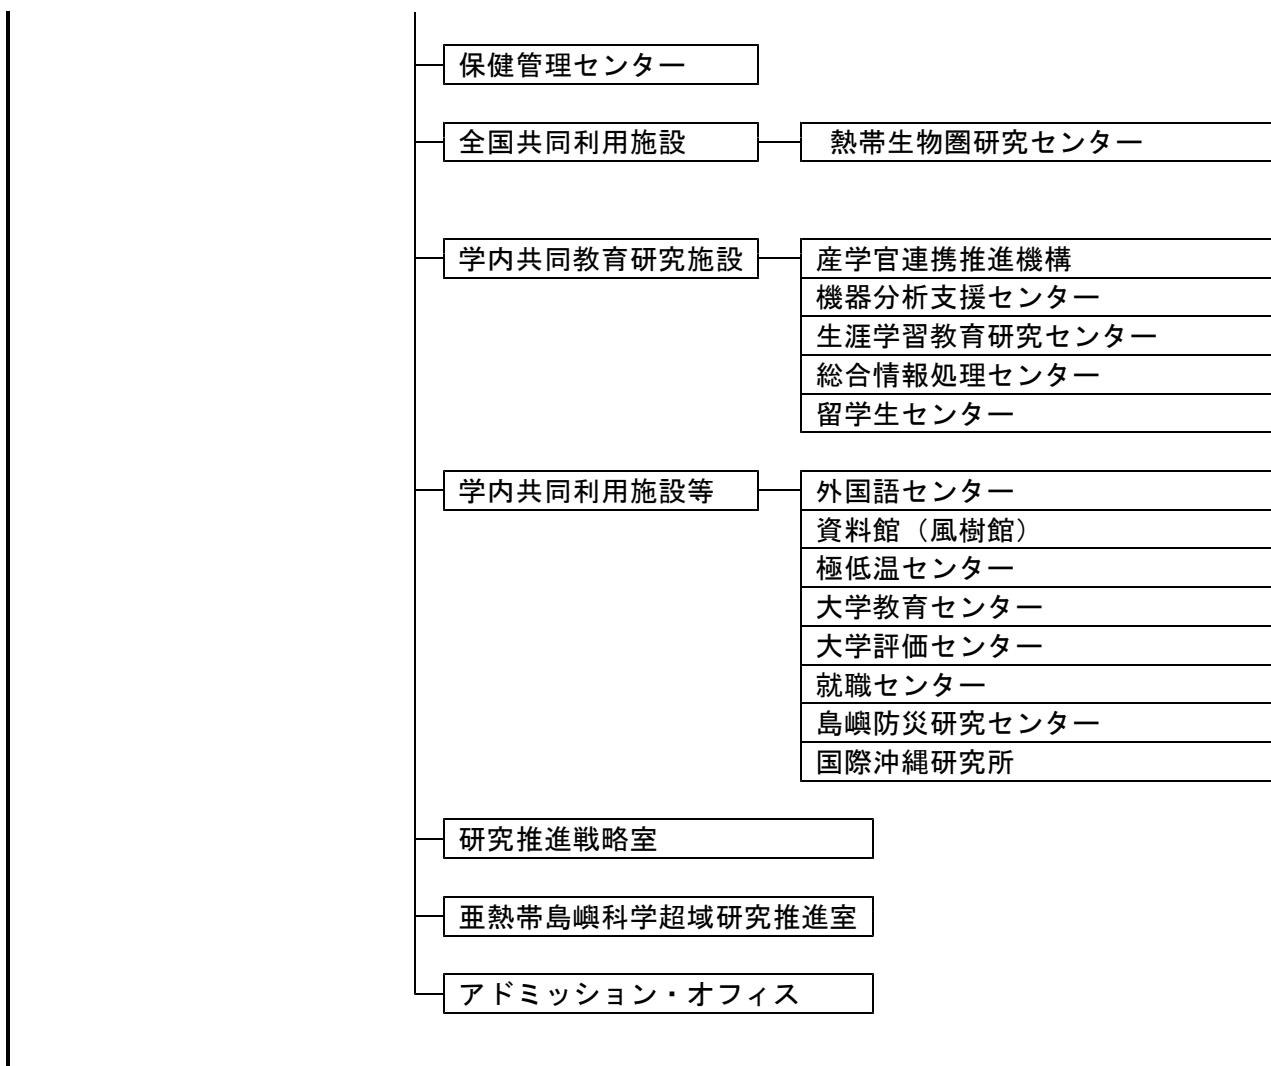 保健管理センター
全国共同利用施設 熱帯生物圏研究センター
学内共同教育研究施設 産学官連携推進機構
機器分析支援センター
生涯学習教育研究センター
総合情報処理センター
留学生センター
学内共同利用施設等 外国語センター
資料館（風樹館）
極低温センター
大学教育センター
大学評価センター
就職センター
島嶼防災研究センター
国際沖縄研究所
研究推進戦略室
亜熱帯島嶼科学超域研究推進室
アドミッション・オフィス